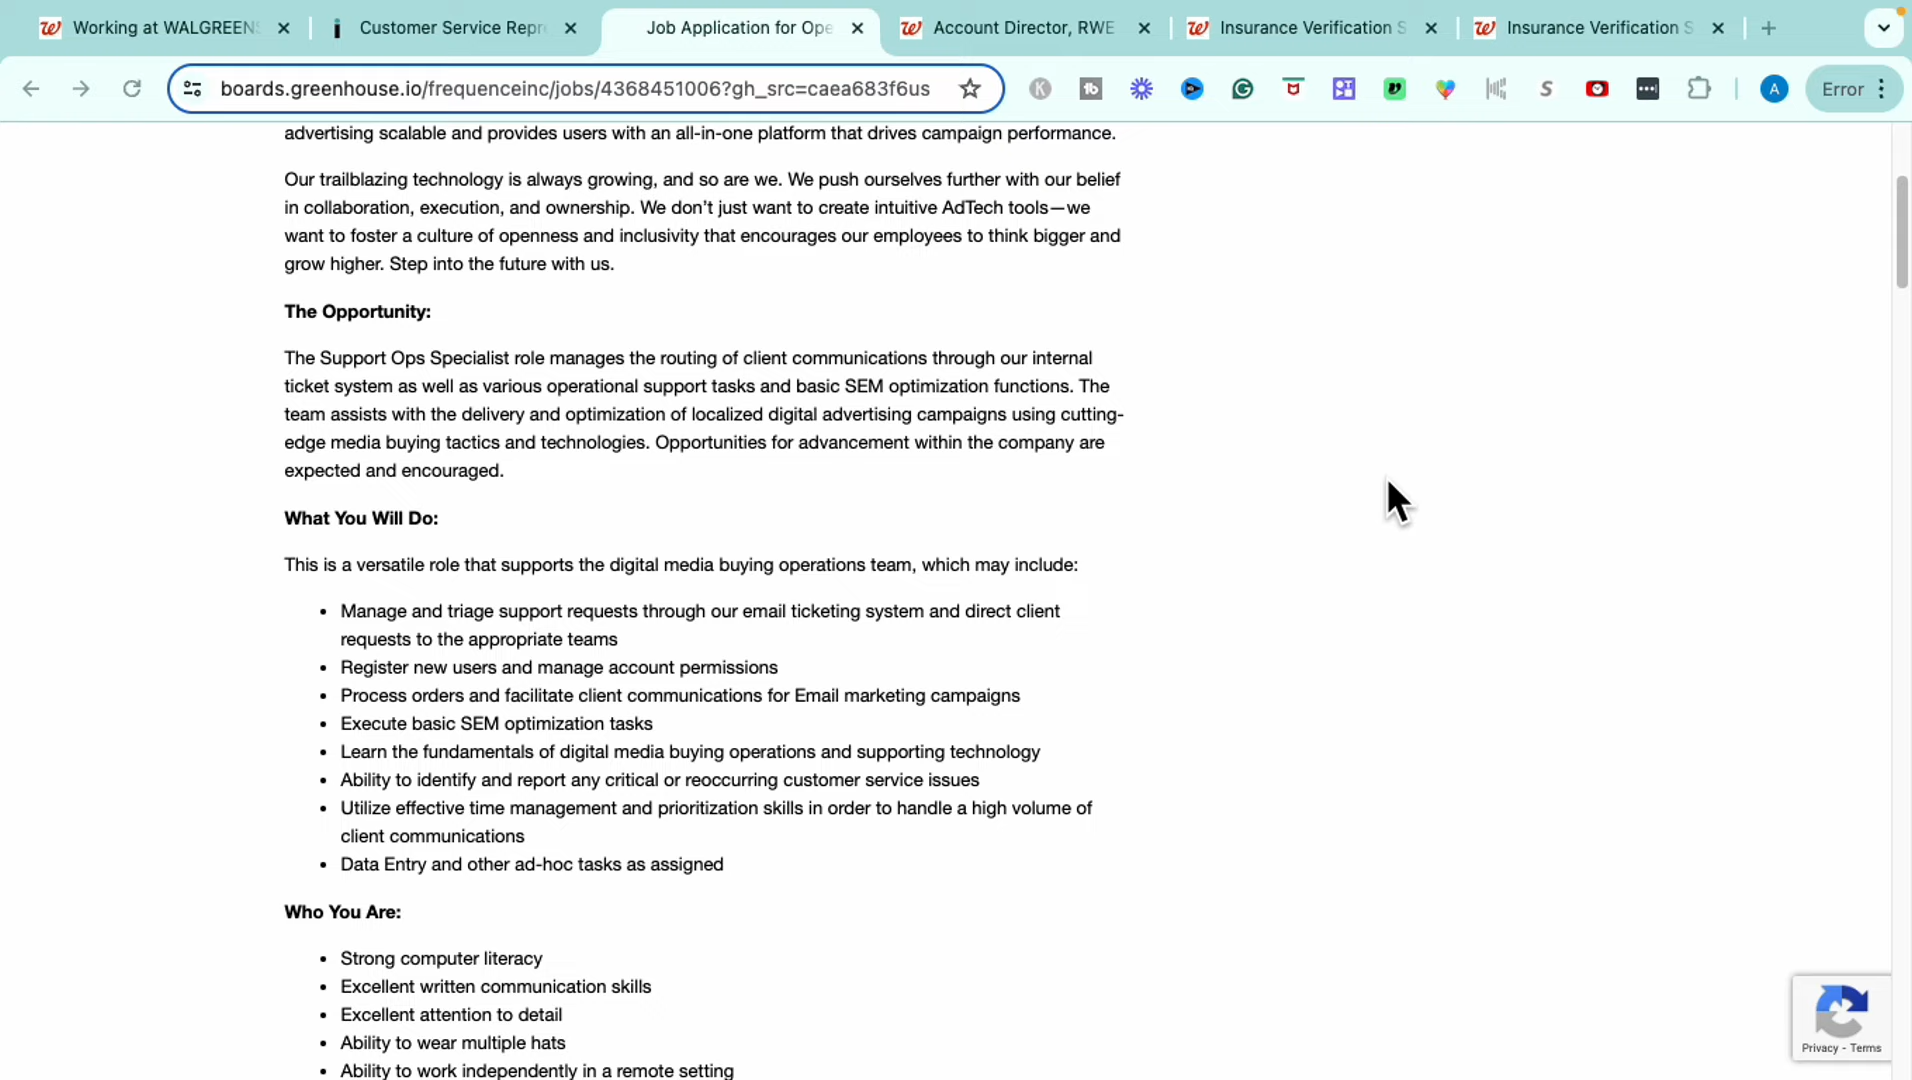 Working at WALGREENS
Customer Service Repr
Job Application for Ope
Account Director, RWE
Insurance Verification S
Insurance Verification S
boards.greenhouse.io/frequenceinc/jobs/4368451006?gh_src=caea683f6us
Error
advertising scalable and provides users with an all-in-one platform that drives campaign performance.
Our trailblazing technology is always growing, and so are we. We push ourselves further with our belief
in collaboration, execution, and ownership. We don’t just want to create intuitive AdTech tools—we
want to foster a culture of openness and inclusivity that encourages our employees to think bigger and
grow higher. Step into the future with us.
The Opportunity:
The Support Ops Specialist role manages the routing of client communications through our internal
ticket system as well as various operational support tasks and basic SEM optimization functions. The
team assists with the delivery and optimization of localized digital advertising campaigns using cutting-
edge media buying tactics and technologies. Opportunities for advancement within the company are
expected and encouraged.
What You Will Do:
This is a versatile role that supports the digital media buying operations team, which may include:
• Manage and triage support requests through our email ticketing system and direct client
requests to the appropriate teams
• Register new users and manage account permissions
• Process orders and facilitate client communications for Email marketing campaigns
• Execute basic SEM optimization tasks
• Learn the fundamentals of digital media buying operations and supporting technology
• Ability to identify and report any critical or reoccurring customer service issues
• Utilize effective time management and prioritization skills in order to handle a high volume of
client communications
• Data Entry and other ad-hoc tasks as assigned
Who You Are:
• Strong computer literacy
• Excellent written communication skills
• Excellent attention to detail
• Ability to wear multiple hats
• Ability to work independently in a remote setting
Privacy - Terms